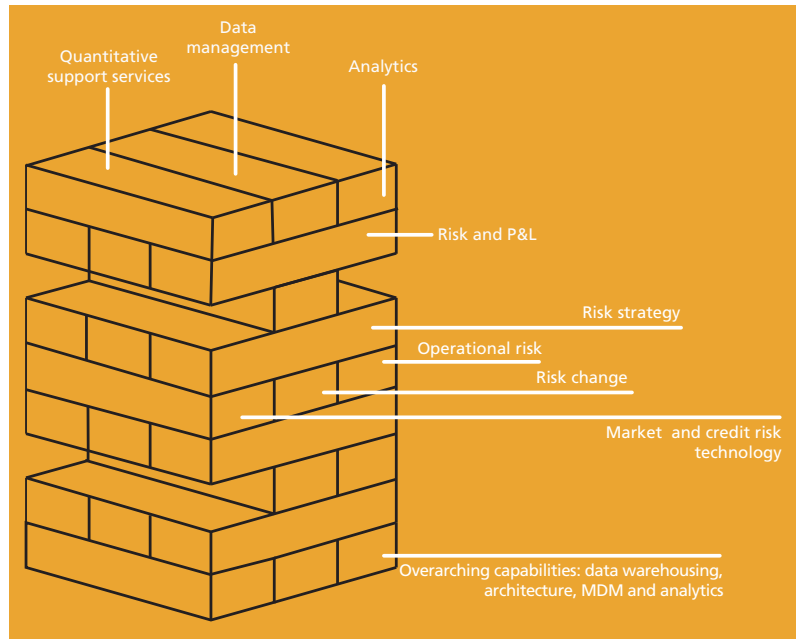 Data
management
Quantitative
support services
Analytics
Risk and P&L
Risk strategy
Operational risk
Risk change
Market and credit risk
technology
Overarching capabilities: data warehousing,
architecture, MDM and analytics